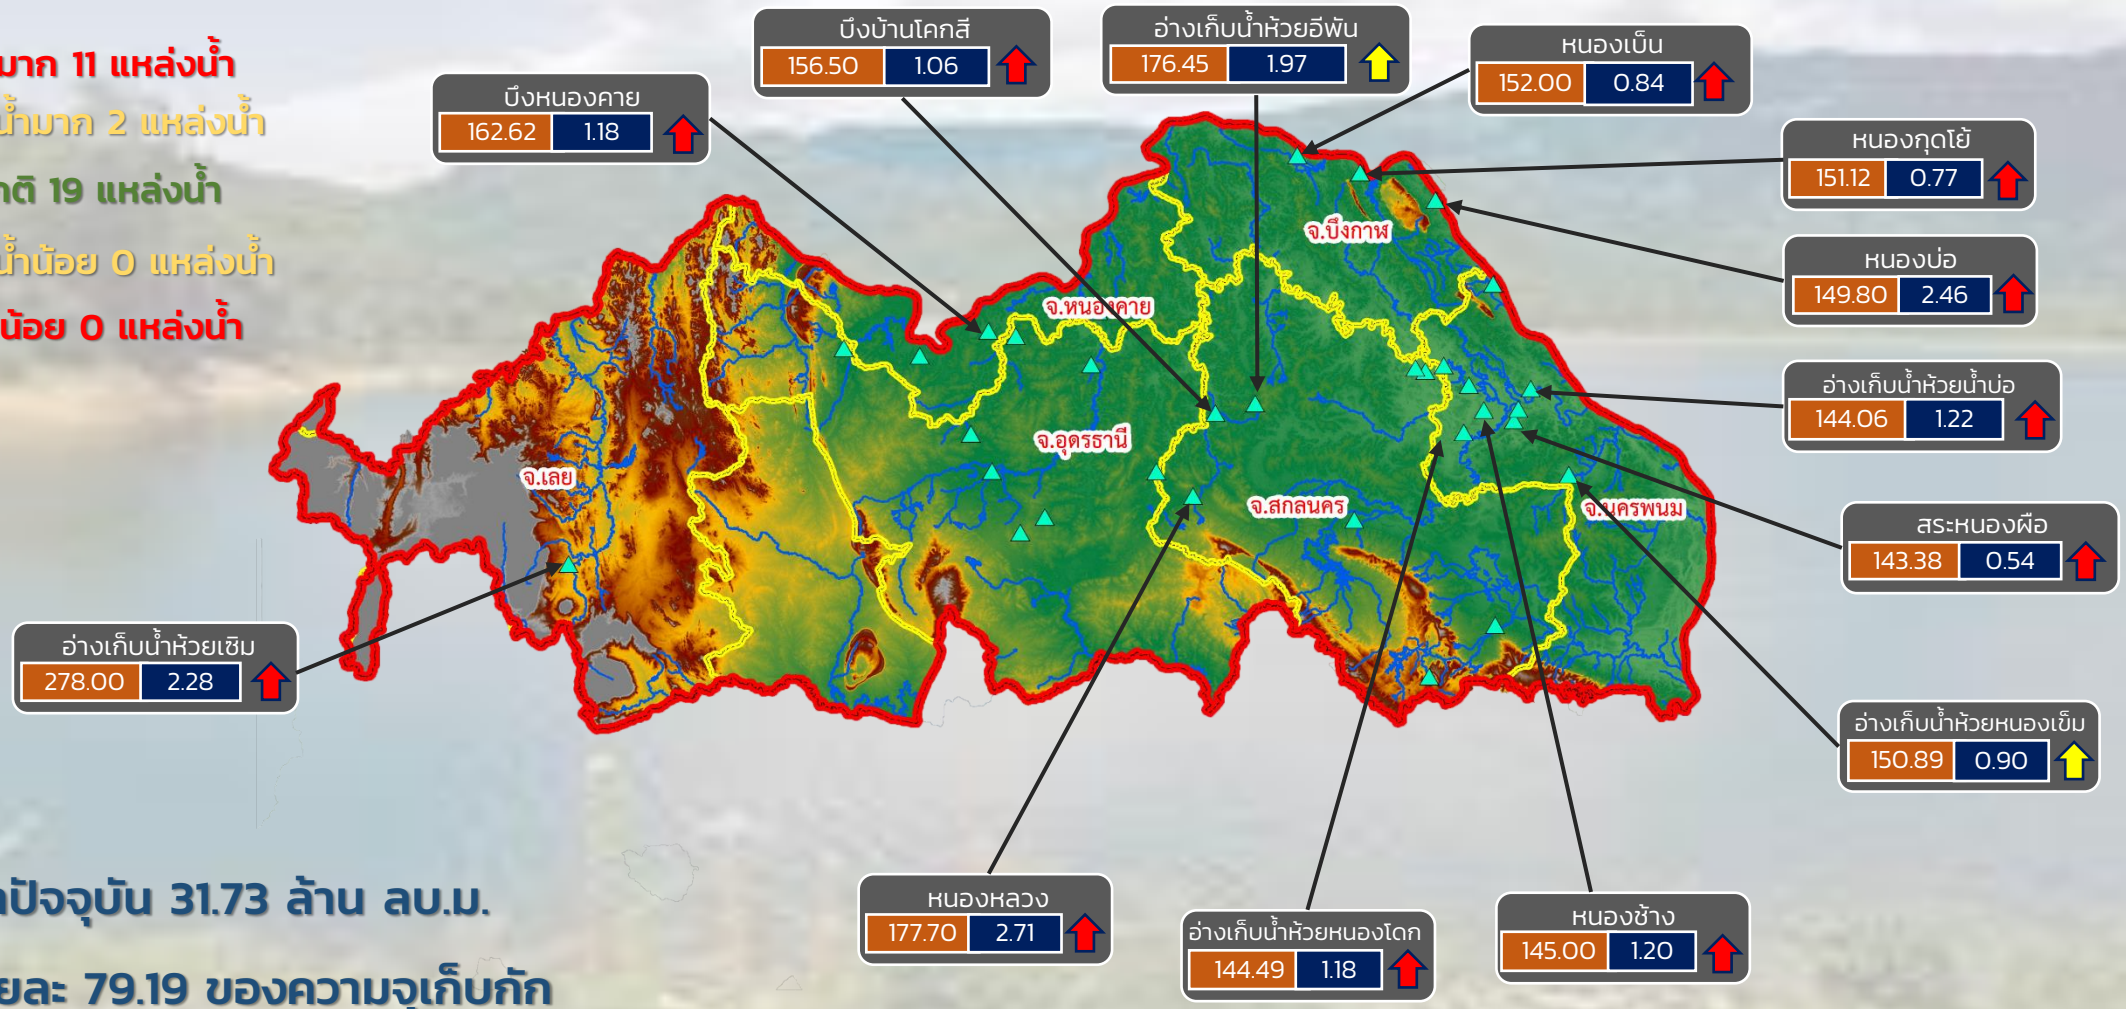 มาก 11 แหล่งน้ำ
น้ำมาก 2 แหล่งน้ำ
กติ 19 แหล่งน้ำ
น้ำน้อย 0 แหล่งน้ำ
น้อย 0 แหล่งน้ำ
บึงหนองคาย
162.62 1.18
บึงบ้านโคกสี
156.50 1.06
อ่างเก็บน้ำห้วยอีพัน
176.45 1.97
หนองเบ็น
152.00 0.84
หนองกุดโย้
151.12 0.77
หนองบ่อ
149.80 2.46
อ่างเก็บน้ำห้วยน้ำบ่อ
144.06 1.22
สระหนองผือ
143.38 0.54
อ่างเก็บน้ำห้วยหนองเข็ม
150.89 0.90
จ.บึงกาฬ
จ.หนองคาย
จ.อุดรธานี
จ.เลย
จ.สกลนคร
จ.นครพนม
อ่างเก็บน้ำห้วยเซิม
278.00 2.28
หนองหลวง
177.70 2.71
อ่างเก็บน้ำห้วยหนองโดก
144.49 1.18
หนองช้าง
145.00 1.20
ปัจจุบัน 31.73 ล้าน ลบ.ม.
ยละ 79.19 ของความจุเก็บกัก